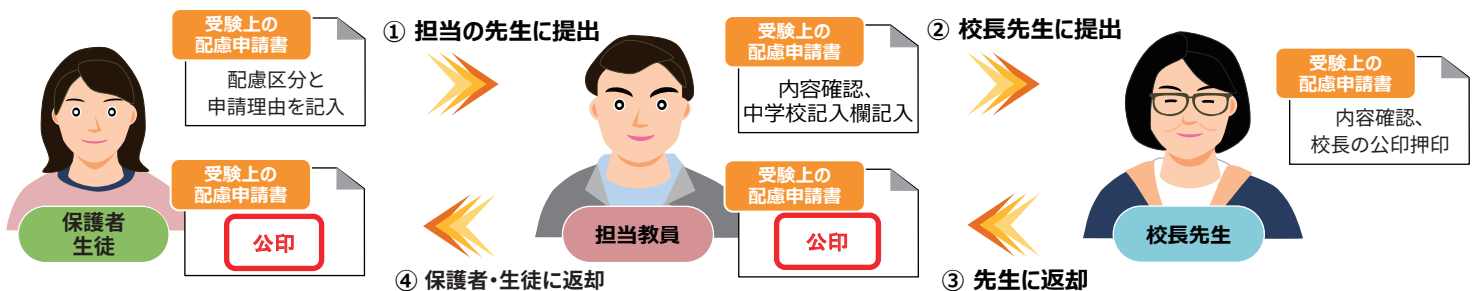 受験上の
配慮申請書
配慮区分と
申請理由を記入
① 担当の先生に提出
受験上の
配慮申請書
内容確認、
中学校記入欄記入
② 校長先生に提出
受験上の
配慮申請書
内容確認、
校長の公印押印
保護者
生徒
受験上の
配慮申請書
公印
④ 保護者・生徒に返却
担当教員
受験上の
配慮申請書
公印
③ 先生に返却
校長先生